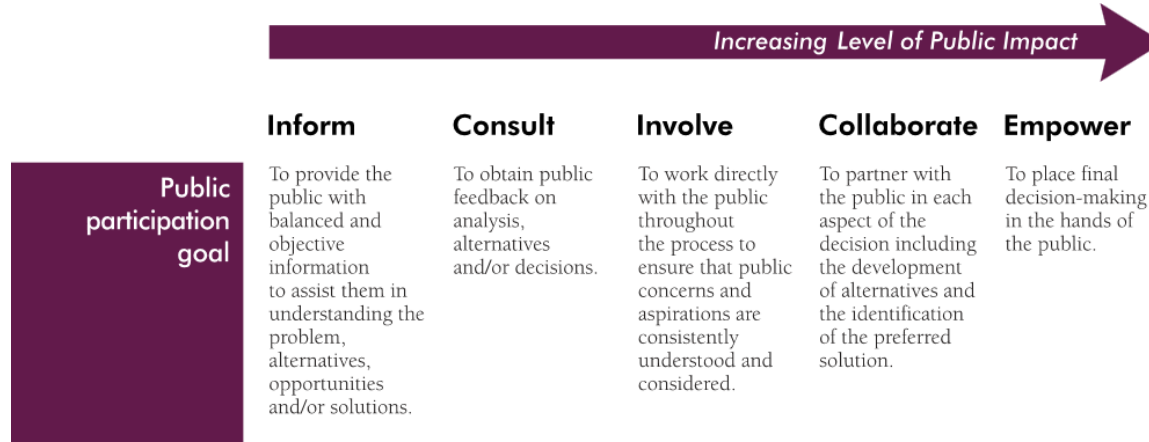 Increasing Level of Public Impact
Inform
Consult
Involve
Collaborate
Empower
Public
participation
goal
To provide the
public with
balanced and
objective
information
to assist them in
understanding the
problem,
alternatives,
opportunities
and/or solutions.
To obtain public
feedback on
analysis,
alternatives
and/or decisions.
To work directly
with the public
throughout
the process to
ensure that public
concerns and
aspirations are
consistently
understood and
considered.
To partner with
the public in each
aspect of the
decision including
the development
of alternatives and
the identification
of the preferred
solution.
To place final
decision-making
in the hands of
the public.